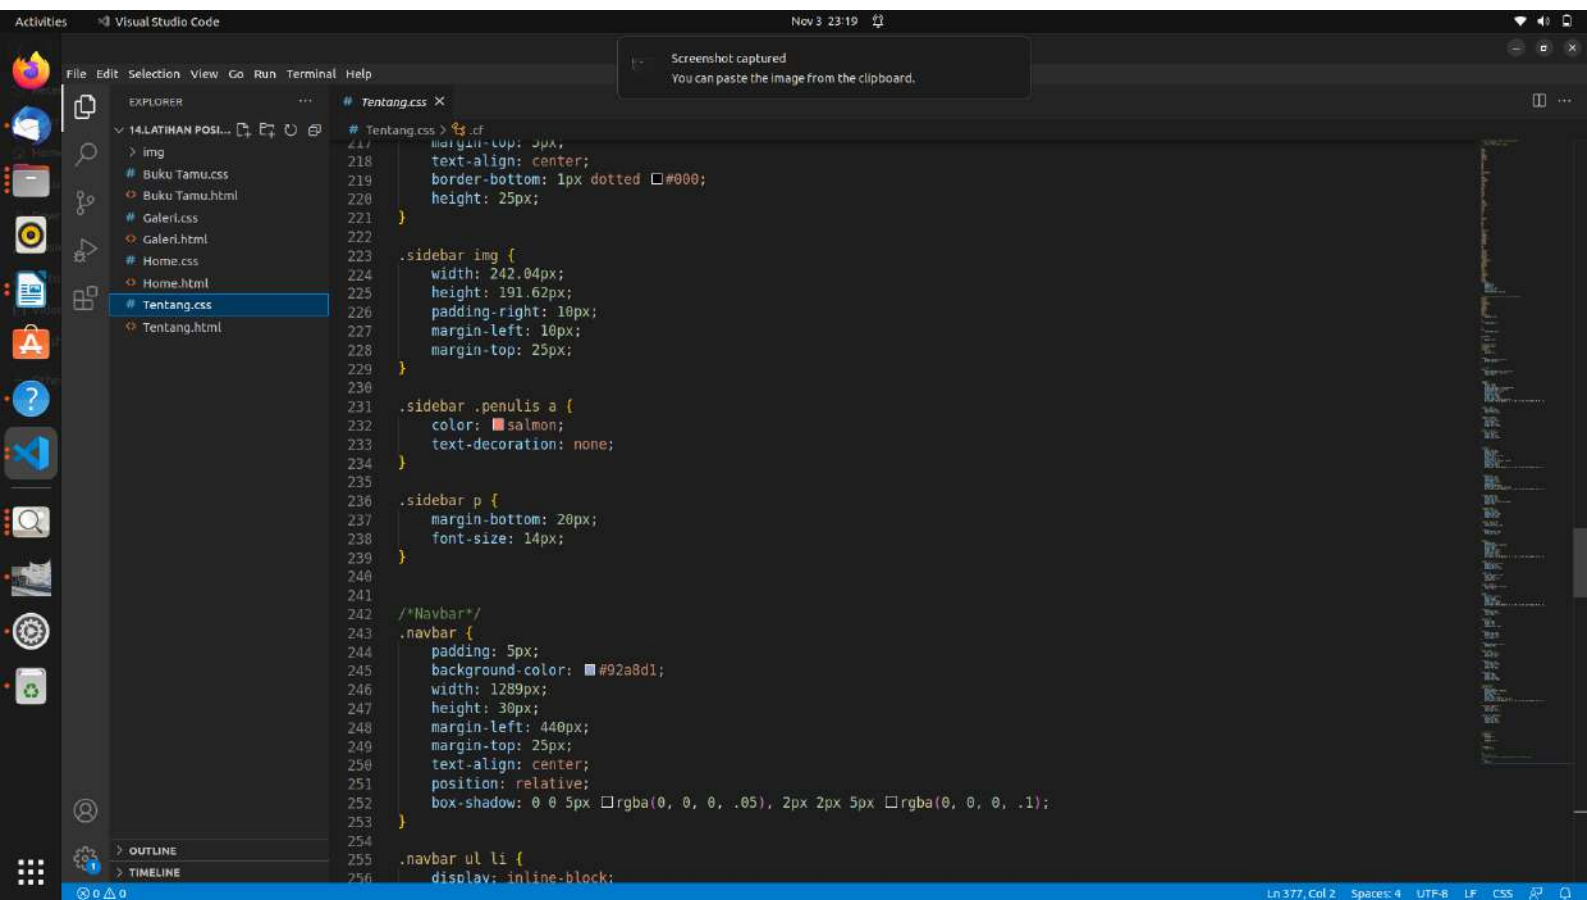 Activities
Visual Studio Code
Nov 3 23:19
Screenshot captured
You can paste the image from the clipboard.
File Edit Selection View Go Run Terminal Help
EXPLORER
14.LATIHAN POSI...
img
Buku Tamu.css
Buku Tamu.html
Galeri.css
Galeri.html
Home.css
Home.html
Tentang.css
Tentang.html
OUTLINE
TIMELINE
# Tentang.css
# Tentang.css > .cf
217 margin-top: 5px;
218 text-align: center;
219 border-bottom: 1px dotted #000;
220 height: 25px;
221 }
222
223 .sidebar img {
224 width: 242.04px;
225 height: 191.62px;
226 padding-right: 10px;
227 margin-left: 10px;
228 margin-top: 25px;
229 }
230
231 .sidebar .penulis a {
232 color: salmon;
233 text-decoration: none;
234 }
235
236 .sidebar p {
237 margin-bottom: 20px;
238 font-size: 14px;
239 }
240
241
242 /*Navbar*/
243 .navbar {
244 padding: 5px;
245 background-color: #92a8d1;
246 width: 1289px;
247 height: 30px;
248 margin-left: 440px;
249 margin-top: 25px;
250 text-align: center;
251 position: relative;
252 box-shadow: 0 0 5px rgba(0, 0, 0, .05), 2px 2px 5px rgba(0, 0, 0, .1);
253 }
254
255 .navbar ul li {
256 display: inline-block;
0 0
Ln 377, Col 2 Spaces: 4 UTF-8 LF CSS